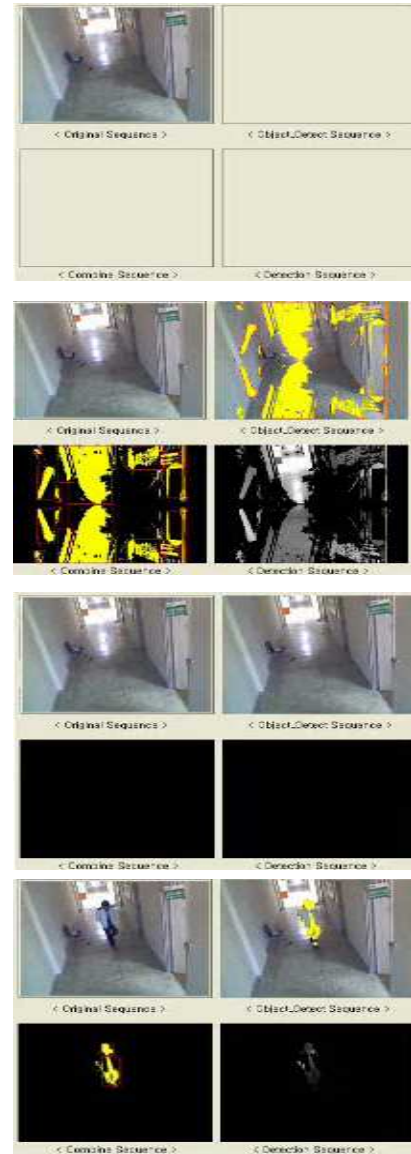 < Original Sequence > < Object_Detect Sequence >
< Combine Sequence > < Detection Sequence >
< Original Sequence > < Object_Detect Sequence >
< Combine Sequence > < Detection Sequence >
< Original Sequence > < Object_Detect Sequence >
< Combine Sequence > < Detection Sequence >
< Original Sequence > < Object_Detect Sequence >
< Combine Sequence > < Detection Sequence >